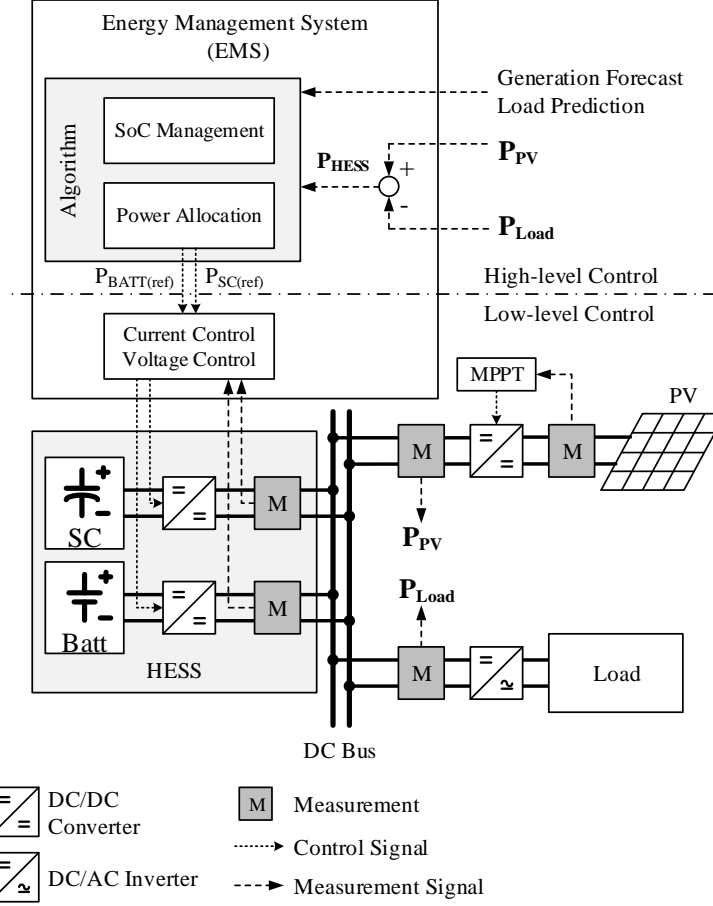 Energy Management System
(EMS)
Algorithm
SoC Management
Power Allocation
Generation Forecast
Load Prediction
P_HESS
P_PV
+
-
P_Load
P_BATT(ref)
P_SC(ref)
High-level Control
Low-level Control
Current Control
Voltage Control
MPPT
PV
M
M
P_PV
+
-
SC
=
=
M
+
-
Batt
=
=
M
HESS
P_Load
M
Load
DC Bus
DC/DC
Converter
DC/AC Inverter
M Measurement
Control Signal
Measurement Signal